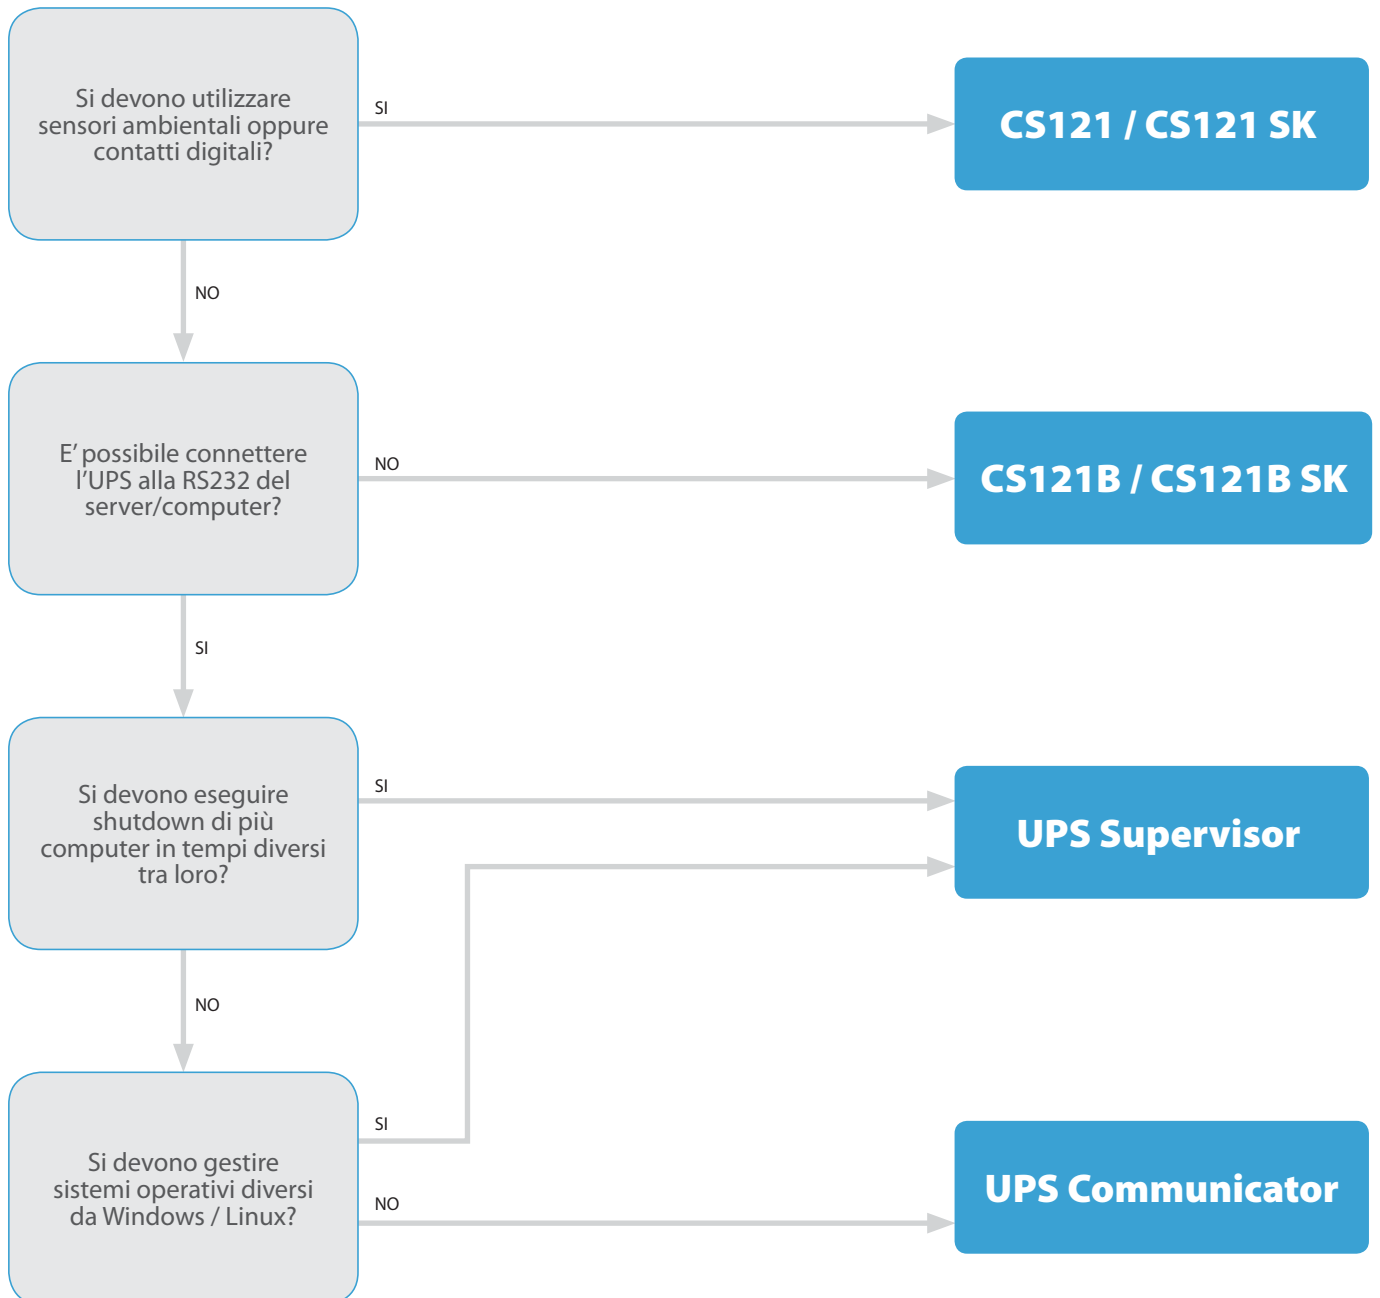 Si devono utilizzare
sensori ambientali oppure
contatti digitali?
SI
CS121 / CS121 SK
NO
E’ possibile connettere
l’UPS alla RS232 del
server/computer?
NO
CS121B / CS121B SK
SI
Si devono eseguire
shutdown di più
computer in tempi diversi
tra loro?
SI
UPS Supervisor
NO
Si devono gestire
sistemi operativi diversi
da Windows / Linux?
SI
NO
UPS Communicator